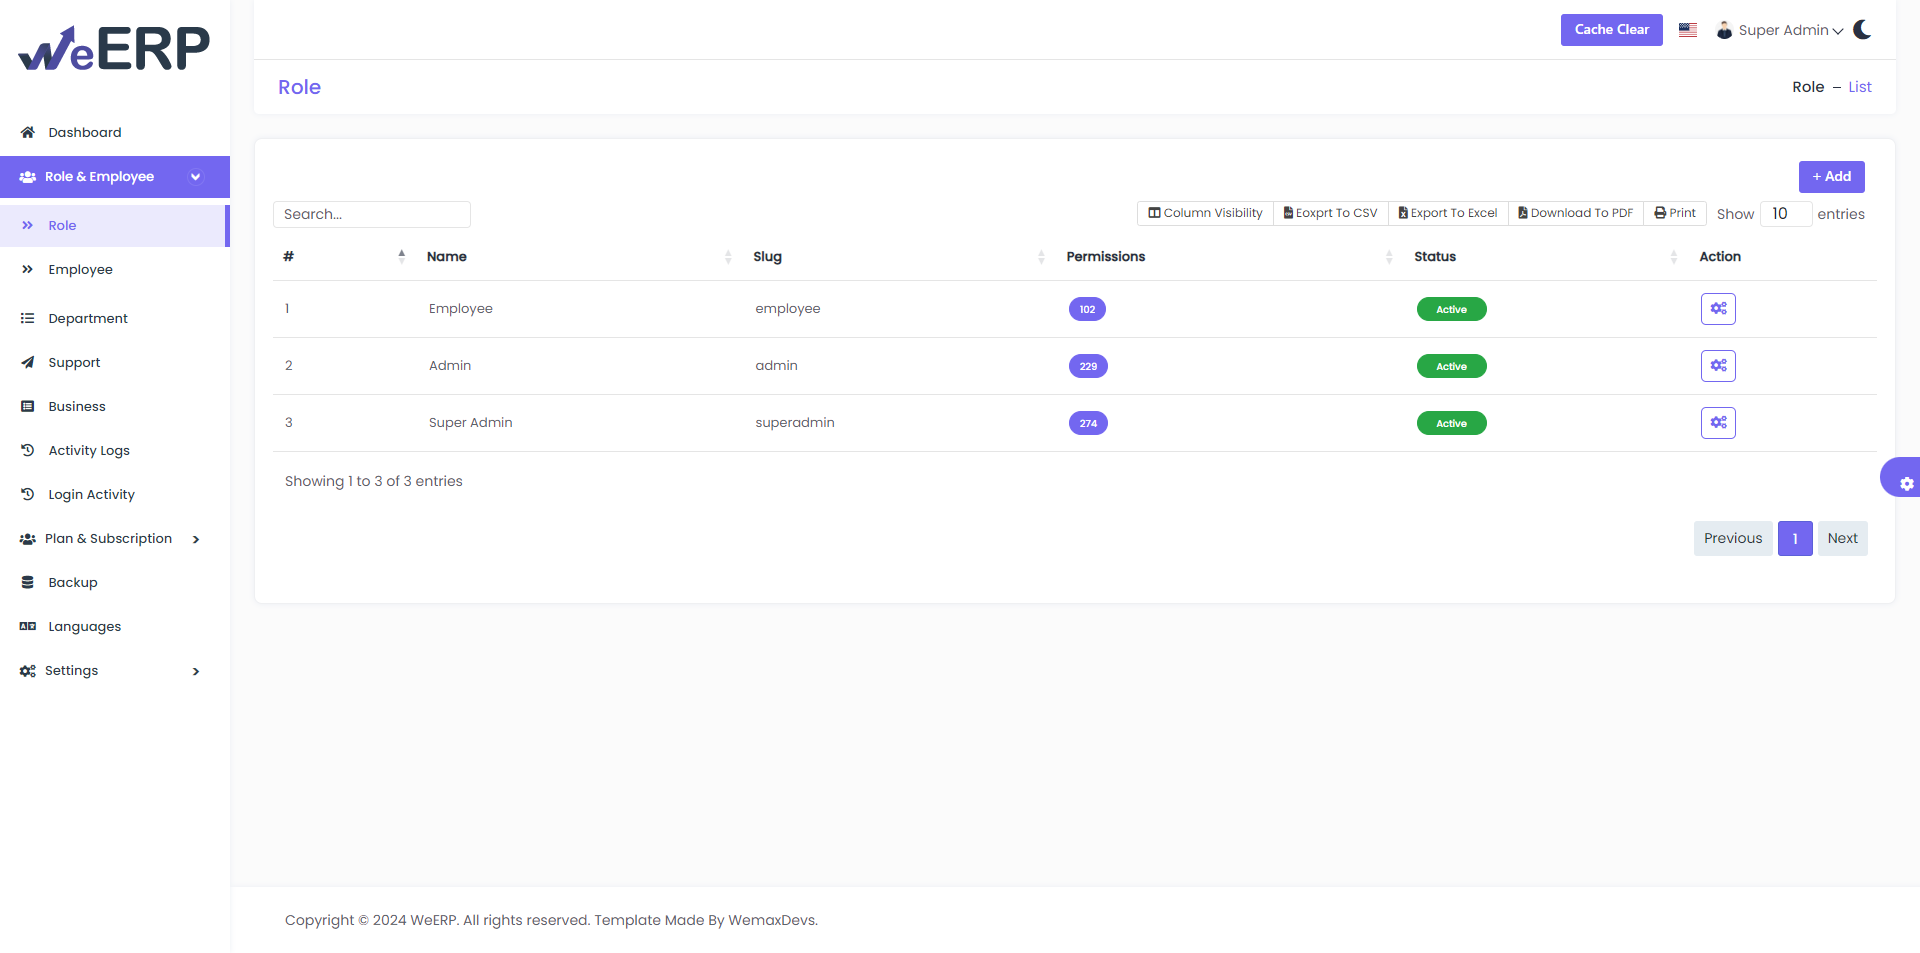 WeERP
Cache Clear
Super Admin
Role
Role – List
Dashboard
Role & Employee
Role
Employee
Department
Support
Business
Activity Logs
Login Activity
Plan & Subscription
Backup
Languages
Settings
+ Add
Search...
Column Visibility
Eoxprt To CSV
Export To Excel
Download To PDF
Print
Show 10 entries
# Name Slug Permissions Status Action
1 Employee employee 102 Active
2 Admin admin 229 Active
3 Super Admin superadmin 274 Active
Showing 1 to 3 of 3 entries
Previous 1 Next
Copyright © 2024 WeERP. All rights reserved. Template Made By WemaxDevs.